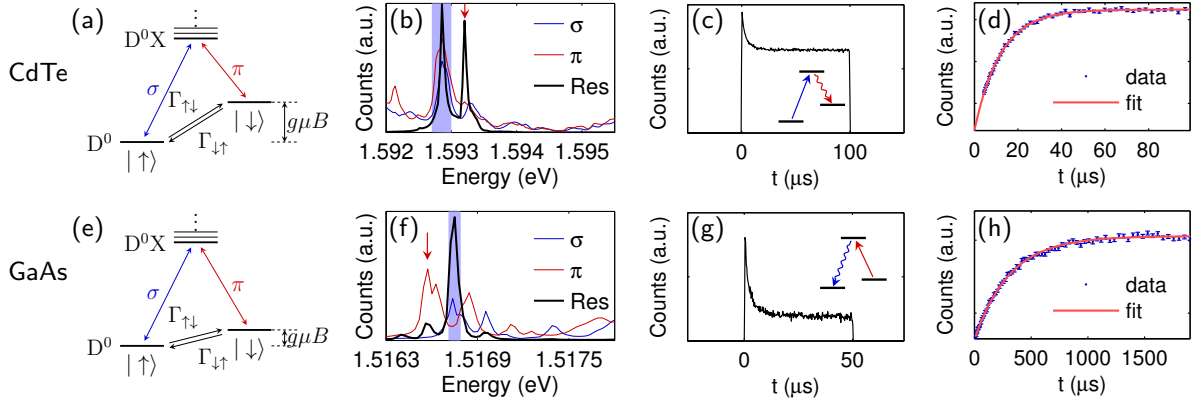 CdTe
(a)
D⁰X
σ
π
Γ↑↓
Γ↓↑
D⁰
|↑⟩
|↓⟩
gμB
(b)
Counts (a.u.)
σ
π
Res
1.592 1.593 1.594 1.595
Energy (eV)
(c)
Counts (a.u.)
0 100
t (μs)
(d)
Counts (a.u.)
data
fit
0 20 40 60 80
t (μs)
GaAs
(e)
D⁰X
σ
π
Γ↑↓
Γ↓↑
D⁰
|↑⟩
|↓⟩
gμB
(f)
Counts (a.u.)
σ
π
Res
1.5163 1.5169 1.5175
Energy (eV)
(g)
Counts (a.u.)
0 50
t (μs)
(h)
Counts (a.u.)
data
fit
0 500 1000 1500
t (μs)